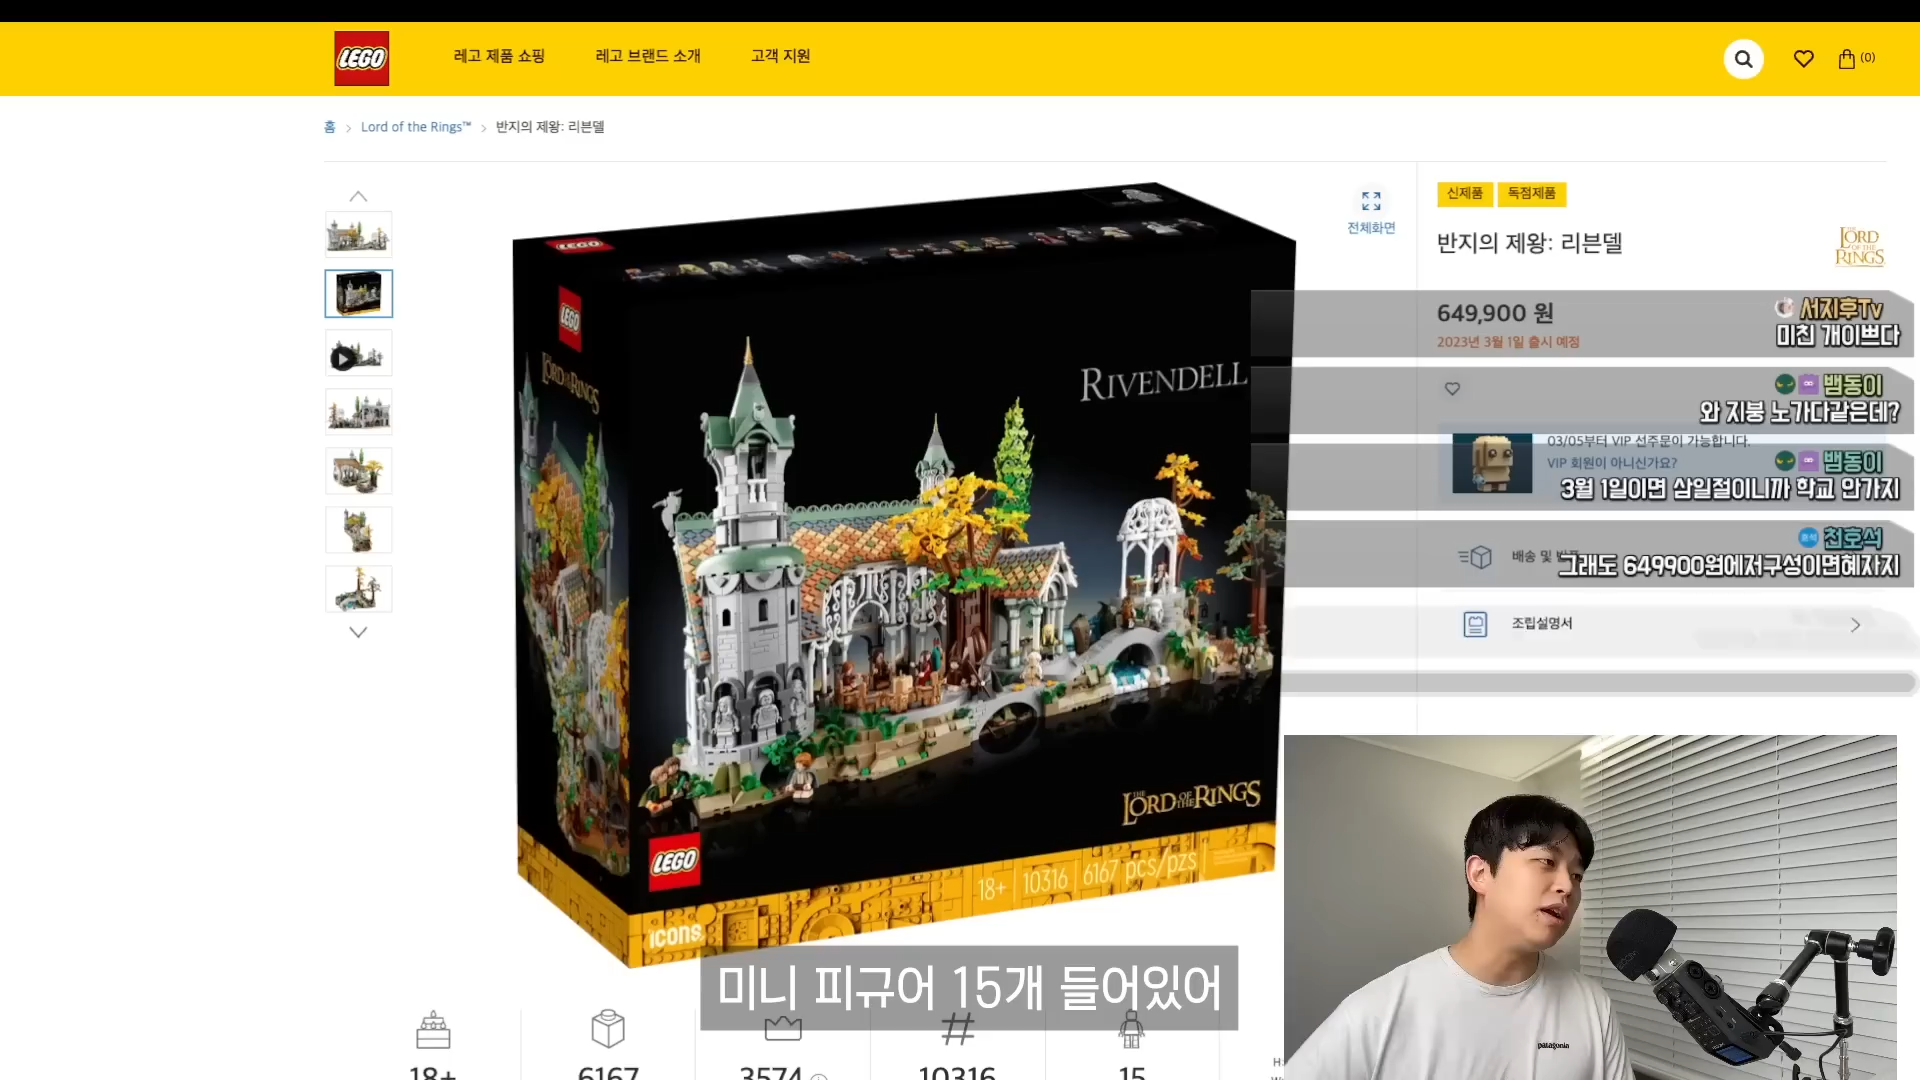 LEGO
레고 제품 쇼핑
레고 브랜드 소개
고객 지원
(0)
홈 > Lord of the Rings™ > 반지의 제왕: 리븐델
전체화면
신제품
독점제품
반지의 제왕: 리븐델
THE LORD OF THE RINGS
649,900 원
2023년 3월 1일 출시 예정
서지후Tv
미친 개이쁘다
뱀동이
와 지붕 노가다같은데?
03/05부터 VIP 선주문이 가능합니다.
VIP 회원이 아니신가요?
뱀동이
3월 1일이면 삼일절이니까 학교 안가지
천호석
배송 및
그래도 649900원에저구성이면혜자지
조립설명서
LEGO
LEGO
THE LORD OF THE RINGS
RIVENDELL
THE LORD OF THE RINGS
LEGO
18+ 10316 6167 pcs/pzs
icons
미니 피규어 15개 들어있어
patagonia
18+
6167
3574
10316
15